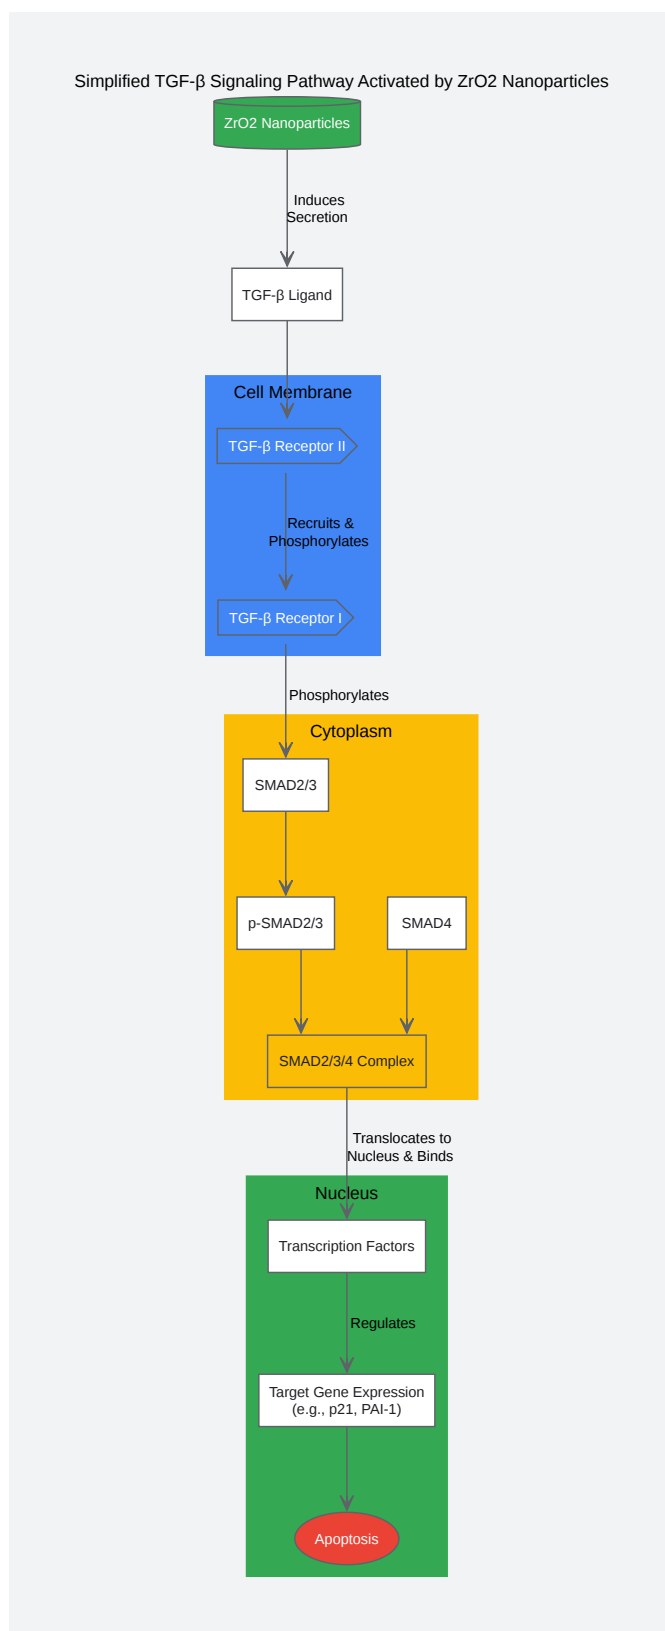 Simplified TGF-β Signaling Pathway Activated by ZrO2 Nanoparticles
ZrO2 Nanoparticles
Induces
Secretion
TGF-β Ligand
Cell Membrane
TGF-β Receptor II
Recruits &
Phosphorylates
TGF-β Receptor I
Phosphorylates
Cytoplasm
SMAD2/3
p-SMAD2/3
SMAD4
SMAD2/3/4 Complex
Translocates to
Nucleus & Binds
Nucleus
Transcription Factors
Regulates
Target Gene Expression
(e.g., p21, PAI-1)
Apoptosis